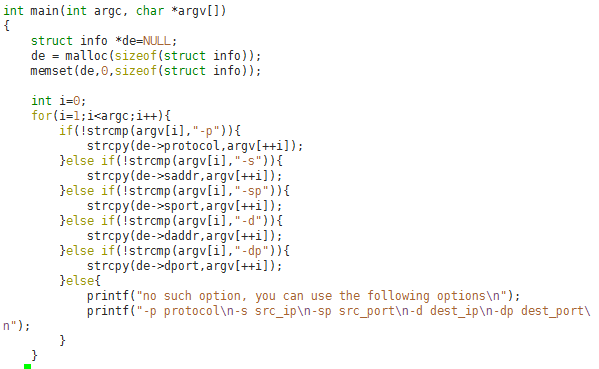 int main(int argc, char *argv[])
{
    struct info *de=NULL;
    de = malloc(sizeof(struct info));
    memset(de,0,sizeof(struct info));

    int i=0;
    for(i=1;i<argc;i++){
        if(!strcmp(argv[i],"-p")){
            strcpy(de->protocol,argv[++i]);
        }else if(!strcmp(argv[i],"-s")){
            strcpy(de->saddr,argv[++i]);
        }else if(!strcmp(argv[i],"-sp")){
            strcpy(de->sport,argv[++i]);
        }else if(!strcmp(argv[i],"-d")){
            strcpy(de->daddr,argv[++i]);
        }else if(!strcmp(argv[i],"-dp")){
            strcpy(de->dport,argv[++i]);
        }else{
            printf("no such option, you can use the following options\n");
            printf("-p protocol\n-s src_ip\n-sp src_port\n-d dest_ip\n-dp dest_port\
n");
        }
    }